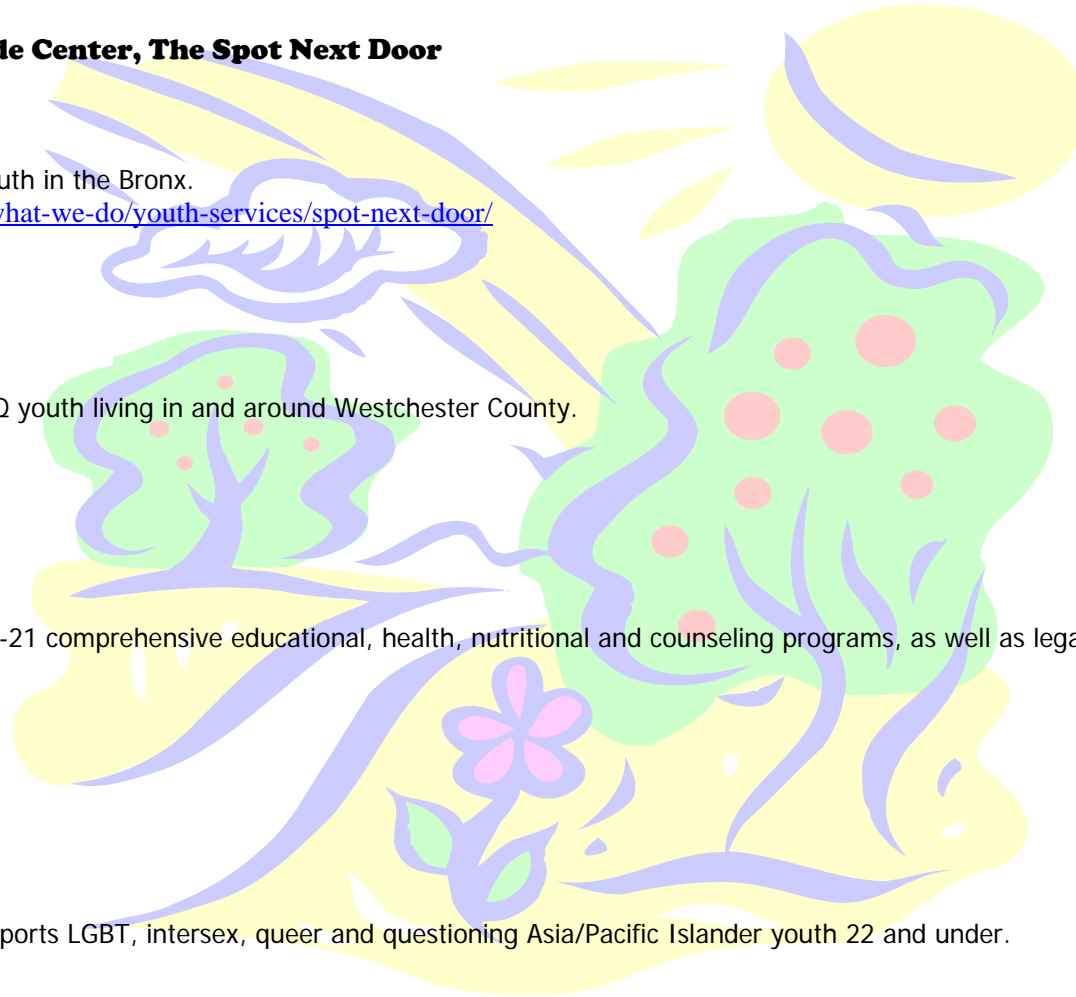 de Center, The Spot Next Door
uth in the Bronx.
what-we-do/youth-services/spot-next-door/
Q youth living in and around Westchester County.
-21 comprehensive educational, health, nutritional and counseling programs, as well as lega
ports LGBT, intersex, queer and questioning Asia/Pacific Islander youth 22 and under.